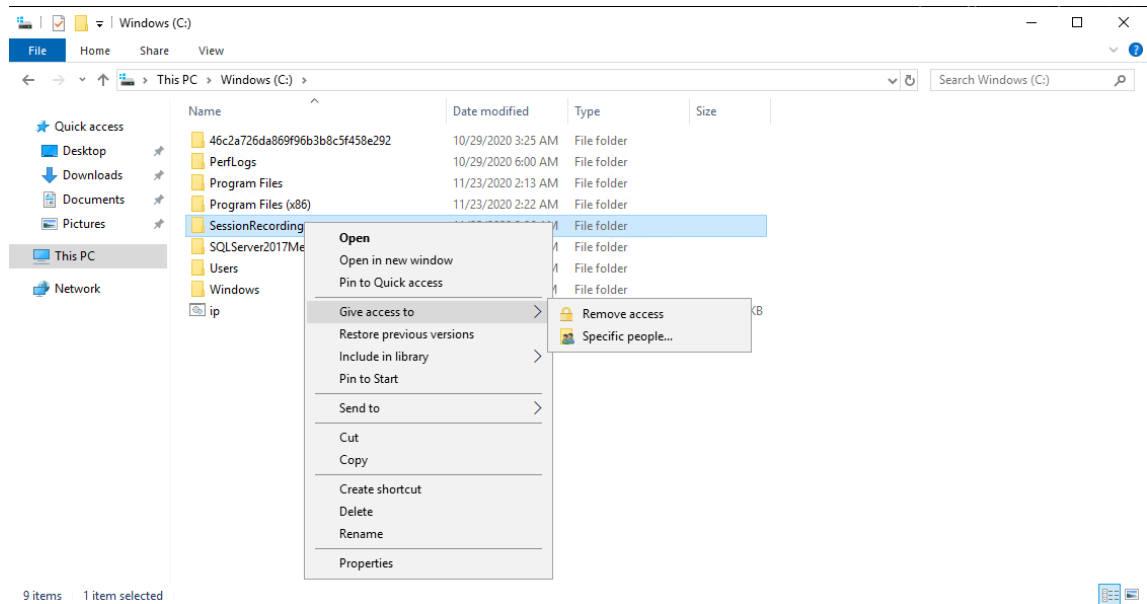 Windows (C:)
File Home Share View
This PC > Windows (C:) >
Search Windows (C:)
Quick access
Desktop
Downloads
Documents
Pictures
This PC
Network
Name Date modified Type Size
46c2a726da869f96b3b8c5f458e292 10/29/2020 3:25 AM File folder
PerfLogs 10/29/2020 6:00 AM File folder
Program Files 11/23/2020 2:13 AM File folder
Program Files (x86) 11/23/2020 2:22 AM File folder
SessionRecording File folder
SQLServer2017Me File folder
Users File folder
Windows File folder
ip KB
Open
Open in new window
Pin to Quick access
Give access to
Restore previous versions
Include in library
Pin to Start
Send to
Cut
Copy
Create shortcut
Delete
Rename
Properties
Remove access
Specific people...
9 items 1 item selected